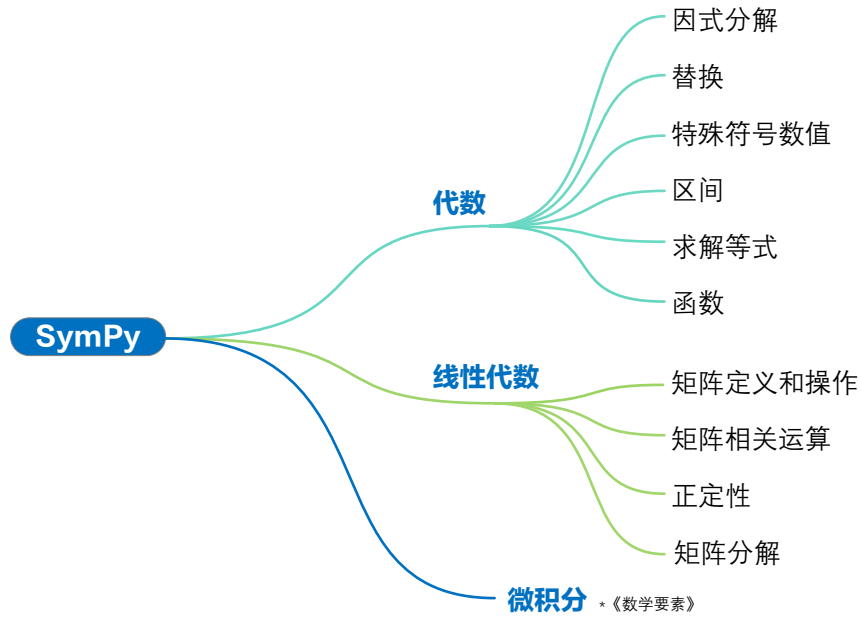 因式分解
替换
特殊符号数值
代数
区间
求解等式
函数
SymPy
线性代数
矩阵定义和操作
矩阵相关运算
正定性
矩阵分解
微积分 *《数学要素》